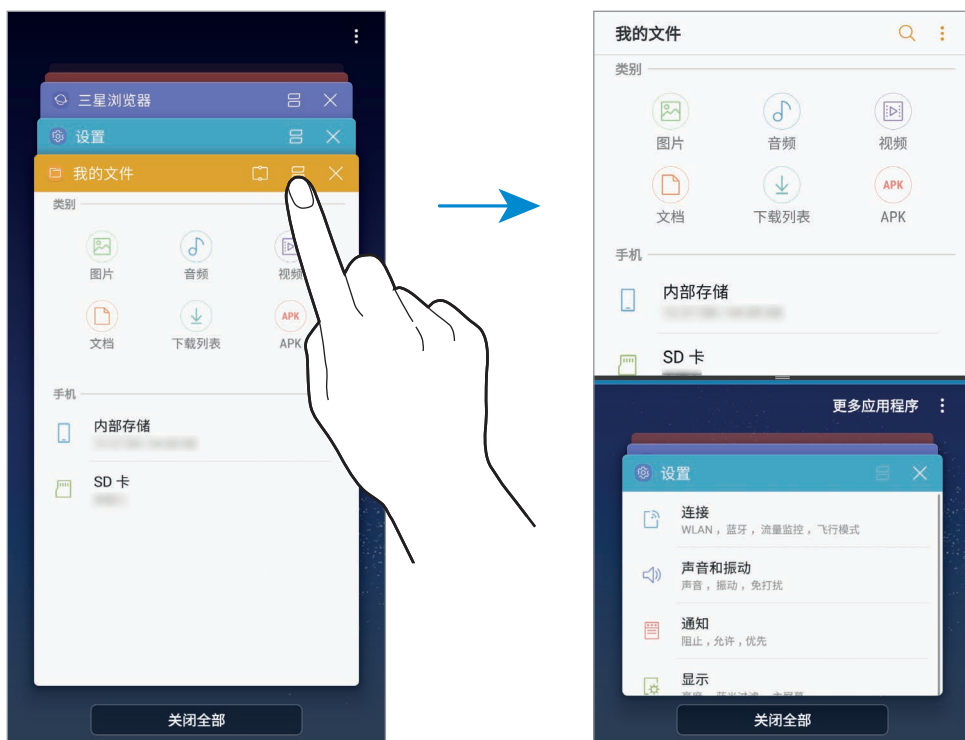 三星浏览器
设置
我的文件
类别
图片 音频 视频
文档 下载列表 APK APK
手机
内部存储
SD 卡
关闭全部
我的文件
类别
图片 音频 视频
APK
文档 下载列表 APK
手机
内部存储
SD 卡
更多应用程序
设置
连接
WLAN ，蓝牙 ，流量监控 ，飞行模式
声音和振动
声音 ，振动 ，免打扰
通知
阻止 ，允许 ，优先
显示
关闭全部